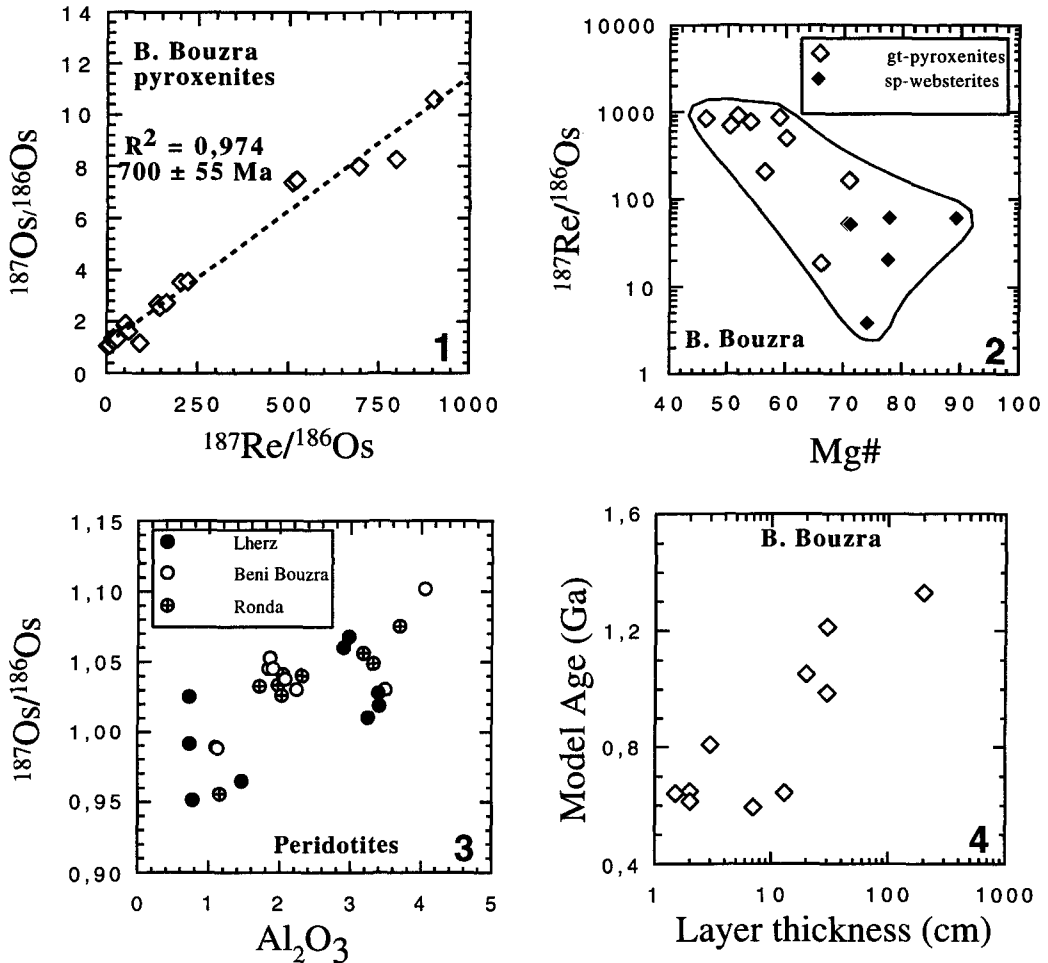 B. Bouzra
pyroxenites
R² = 0,974
700 ± 55 Ma
1
¹⁸⁷Os/¹⁸⁶Os
14
12
10
8
6
4
2
0
0 250 500 750 1000
¹⁸⁷Re/¹⁸⁶Os
gt-pyroxenites
sp-websterites
B. Bouzra
2
¹⁸⁷Re/¹⁸⁶Os
10000
1000
100
10
1
40 50 60 70 80 90 100
Mg#
Lherz
Beni Bouzra
Ronda
Peridotites
3
¹⁸⁷Os/¹⁸⁶Os
1,15
1,10
1,05
1,00
0,95
0,90
0 1 2 3 4 5
Al₂O₃
B. Bouzra
4
Model Age (Ga)
1,6
1,2
0,8
0,4
1 10 100 1000
Layer thickness (cm)